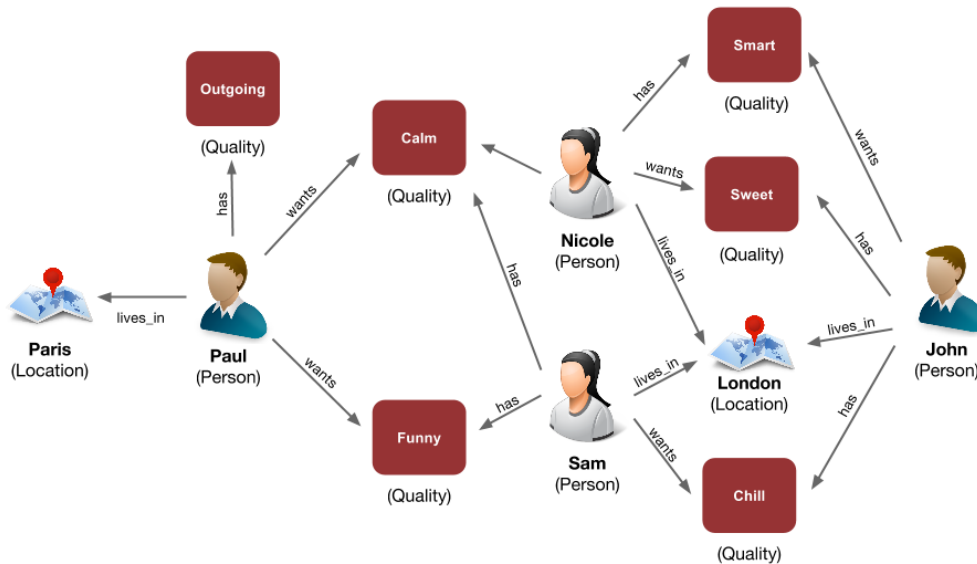 Smart
(Quality)
has
wants
Outgoing
(Quality)
has
wants
Calm
(Quality)
Nicole
(Person)
wants
Sweet
(Quality)
has
lives_in
Paris
(Location)
lives_in
Paul
(Person)
wants
has
Funny
(Quality)
has
Sam
(Person)
lives_in
wants
London
(Location)
lives_in
John
(Person)
has
Chill
(Quality)